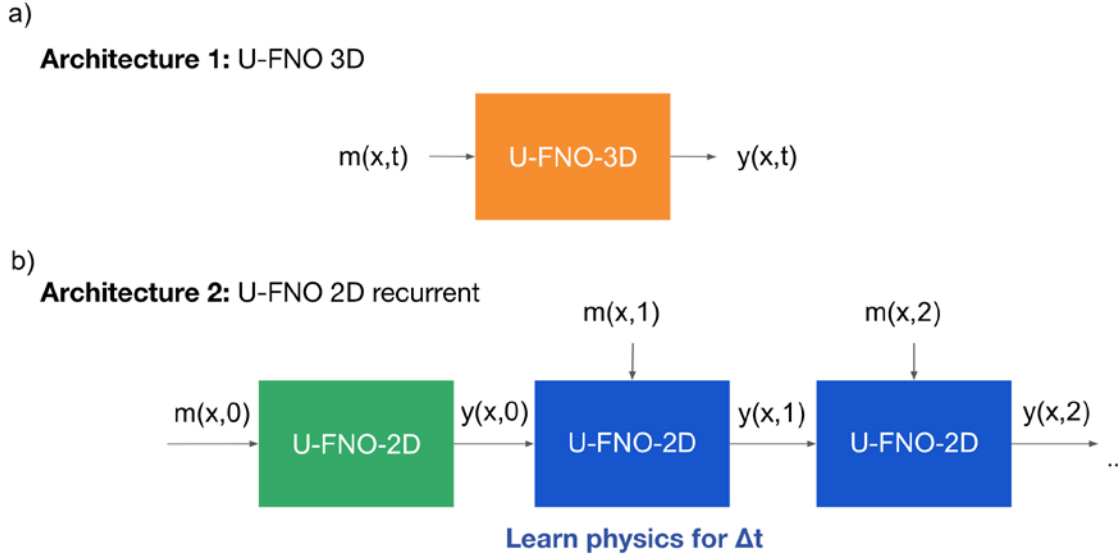 a)
Architecture 1: U-FNO 3D
m(x,t)
U-FNO-3D
y(x,t)
b)
Architecture 2: U-FNO 2D recurrent
m(x,1)
m(x,2)
m(x,0)
U-FNO-2D
y(x,0)
U-FNO-2D
y(x,1)
U-FNO-2D
y(x,2)
..
Learn physics for Δt